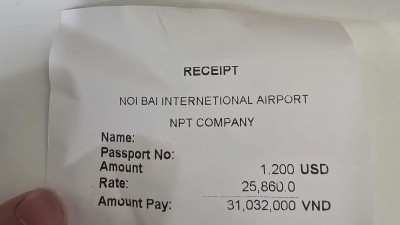 RECEIPT
NOI BAI INTERNETIONAL AIRPORT
NPT COMPANY
Name:
Passport No:
Amount 1.200 USD
Rate: 25,860.0
Amount Pay: 31,032,000 VND